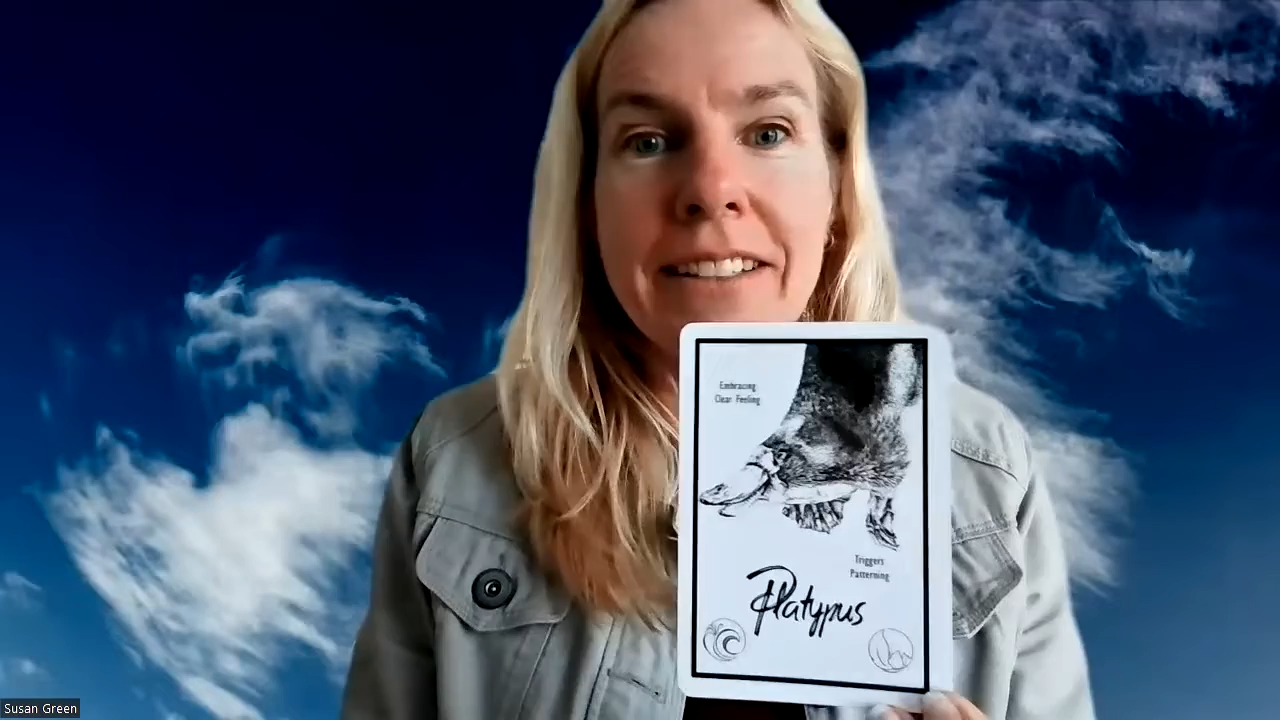 Embracing
Clear Feeling
Triggers
Patterning
Platypus
Susan Green